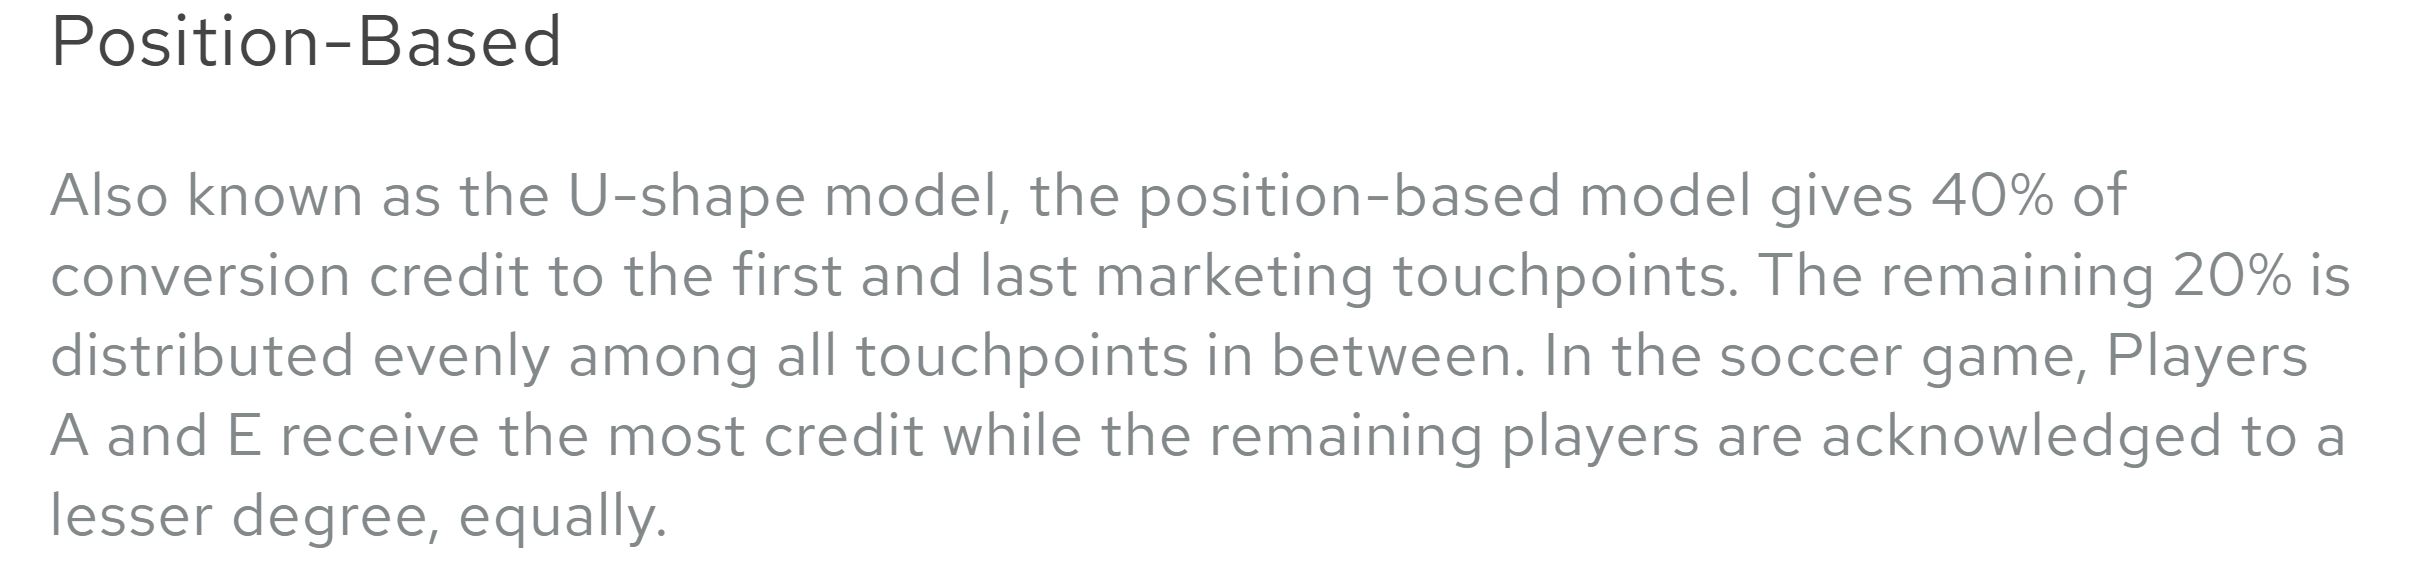 Position-Based
Also known as the U-shape model, the position-based model gives 40% of
conversion credit to the first and last marketing touchpoints. The remaining 20% is
distributed evenly among all touchpoints in between. In the soccer game, Players
A and E receive the most credit while the remaining players are acknowledged to a
lesser degree, equally.